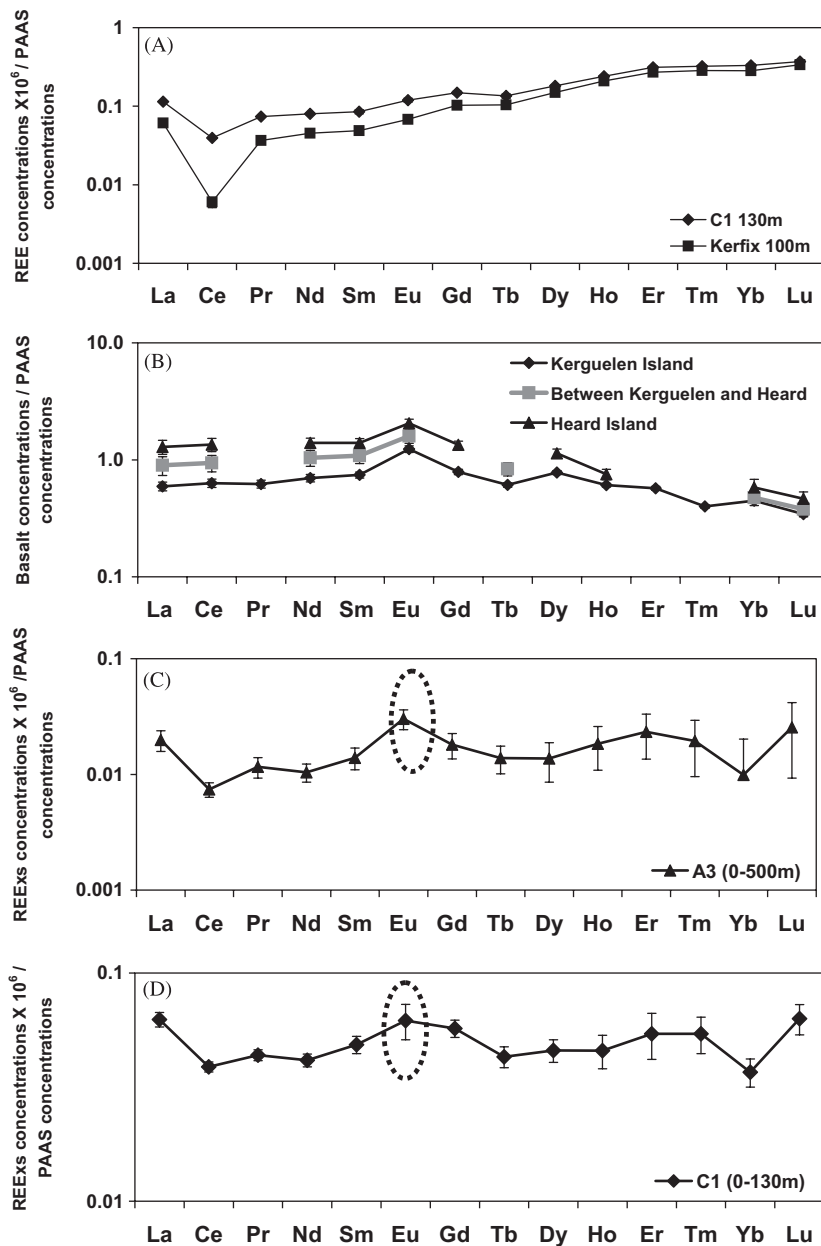 (A)
REE concentrations X10⁶ / PAAS
concentrations
1
0.1
0.01
0.001
C1 130m
Kerfix 100m
La Ce Pr Nd Sm Eu Gd Tb Dy Ho Er Tm Yb Lu
(B)
Basalt concentrations / PAAS
concentrations
10.0
1.0
0.1
Kerguelen Island
Between Kerguelen and Heard
Heard Island
La Ce Pr Nd Sm Eu Gd Tb Dy Ho Er Tm Yb Lu
(C)
REExs concentrations X 10⁶ /PAAS
concentrations
0.1
0.01
0.001
A3 (0-500m)
La Ce Pr Nd Sm Eu Gd Tb Dy Ho Er Tm Yb Lu
(D)
REExs concentrations X 10⁶ /
PAAS concentrations
0.1
0.01
C1 (0-130m)
La Ce Pr Nd Sm Eu Gd Tb Dy Ho Er Tm Yb Lu